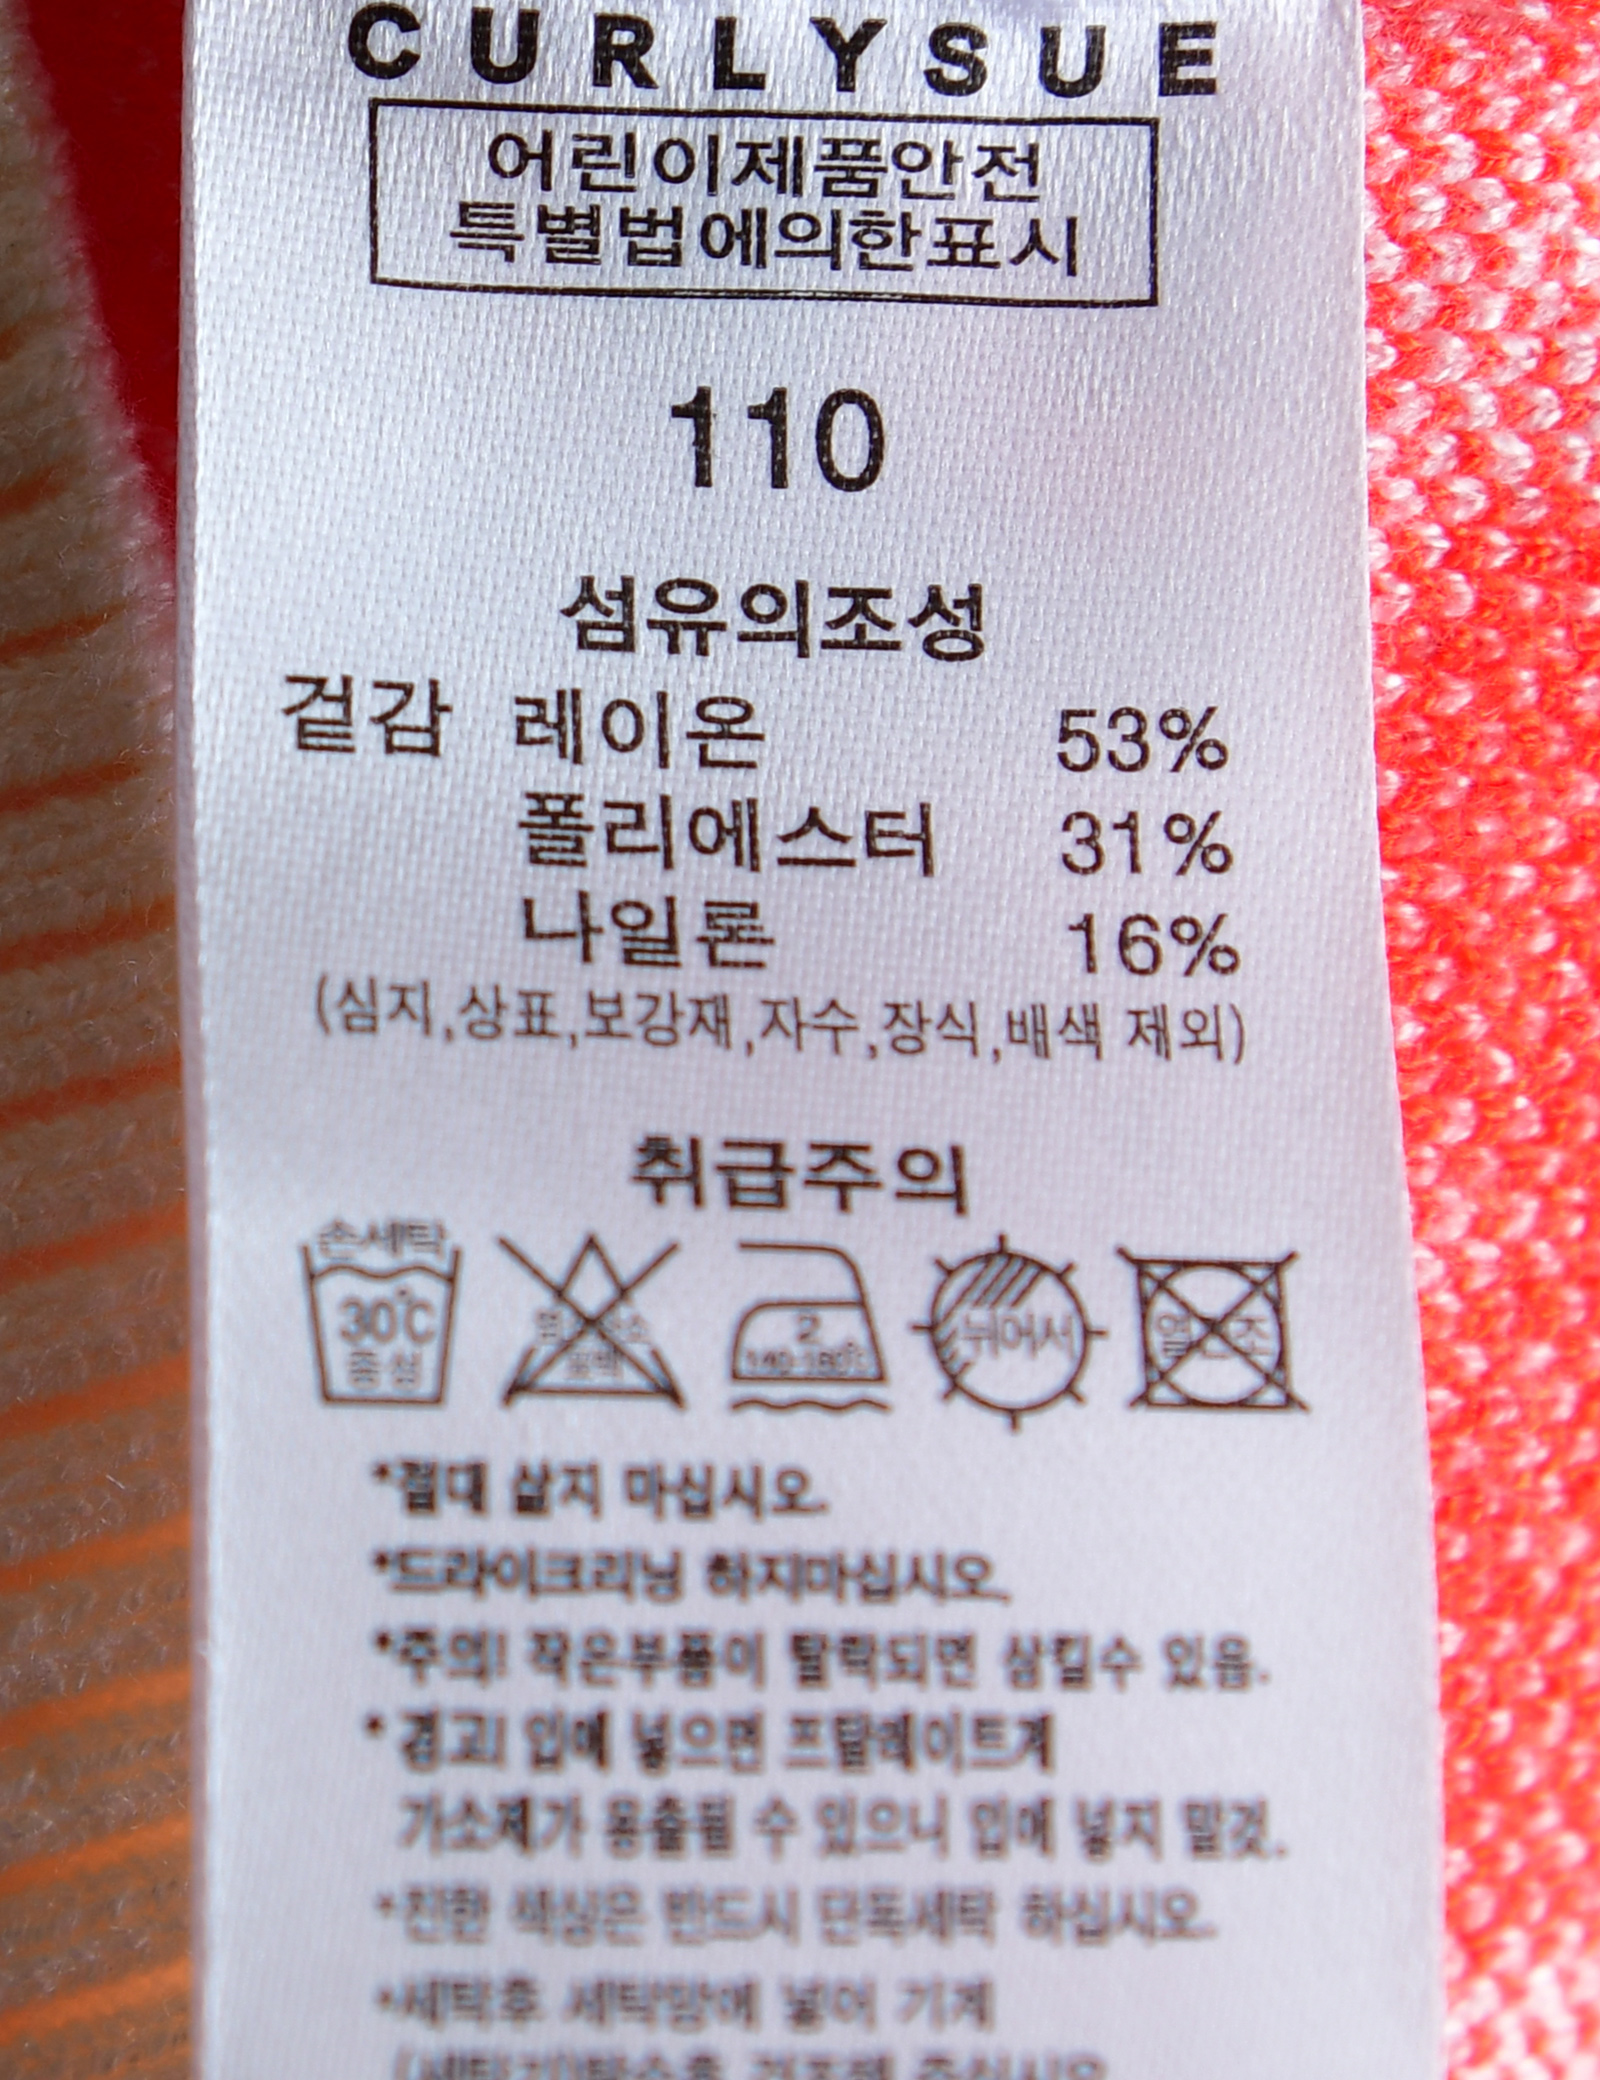 CURLYSUE
어린이제품안전
특별법에의한표시
110
섬유의조성
겉감 레이온 53%
폴리에스터 31%
나일론 16%
(심지,상표,보강재,자수,장식,배색 제외)
취급주의
손세탁
30℃
중성
표백
2
140-180℃
뉘어서
*절대 삶지 마십시오.
*드라이크리닝 하지마십시오.
*주의! 작은부품이 탈락되면 삼킬수 있음.
*경고! 입에 넣으면 프탈레이트계
가소제가 용출될 수 있으니 입에 넣지 말것.
*진한 색상은 반드시 단독세탁 하십시오.
*세탁후 세탁망에 넣어 기계